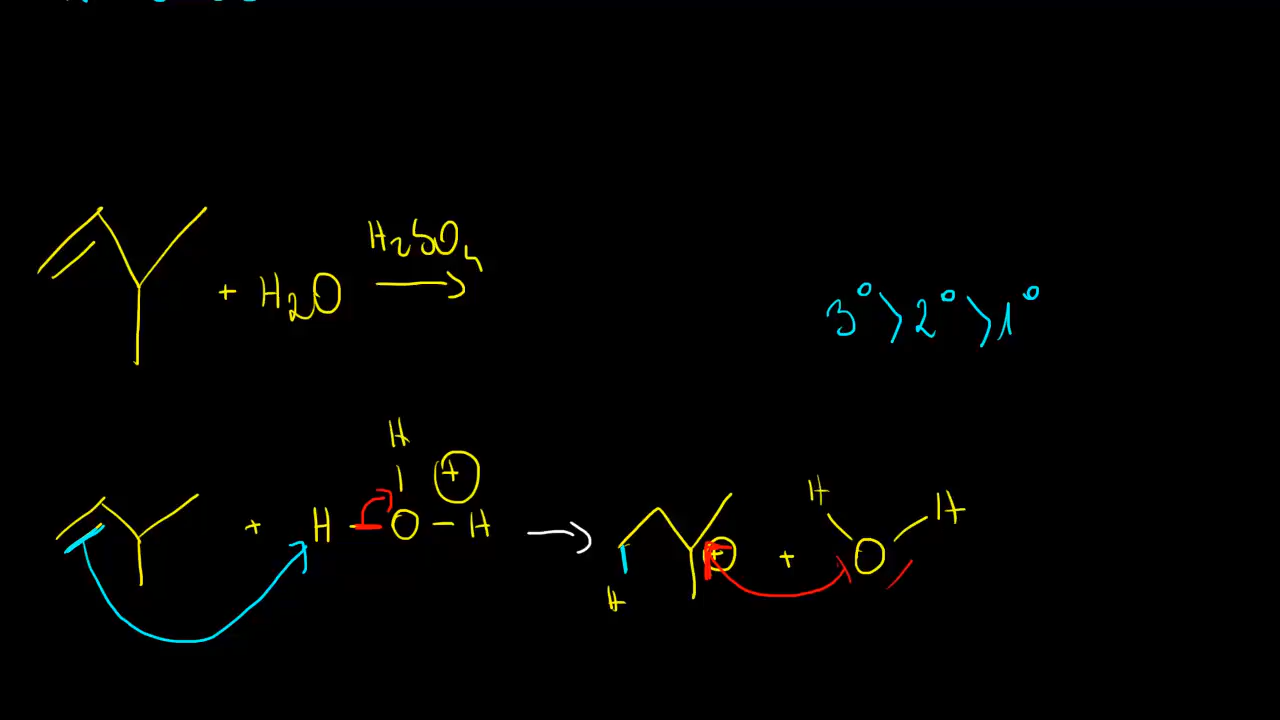 + H2O H2SO4
3° > 2° > 1°
H +
+ H O H
H + O H
+
H